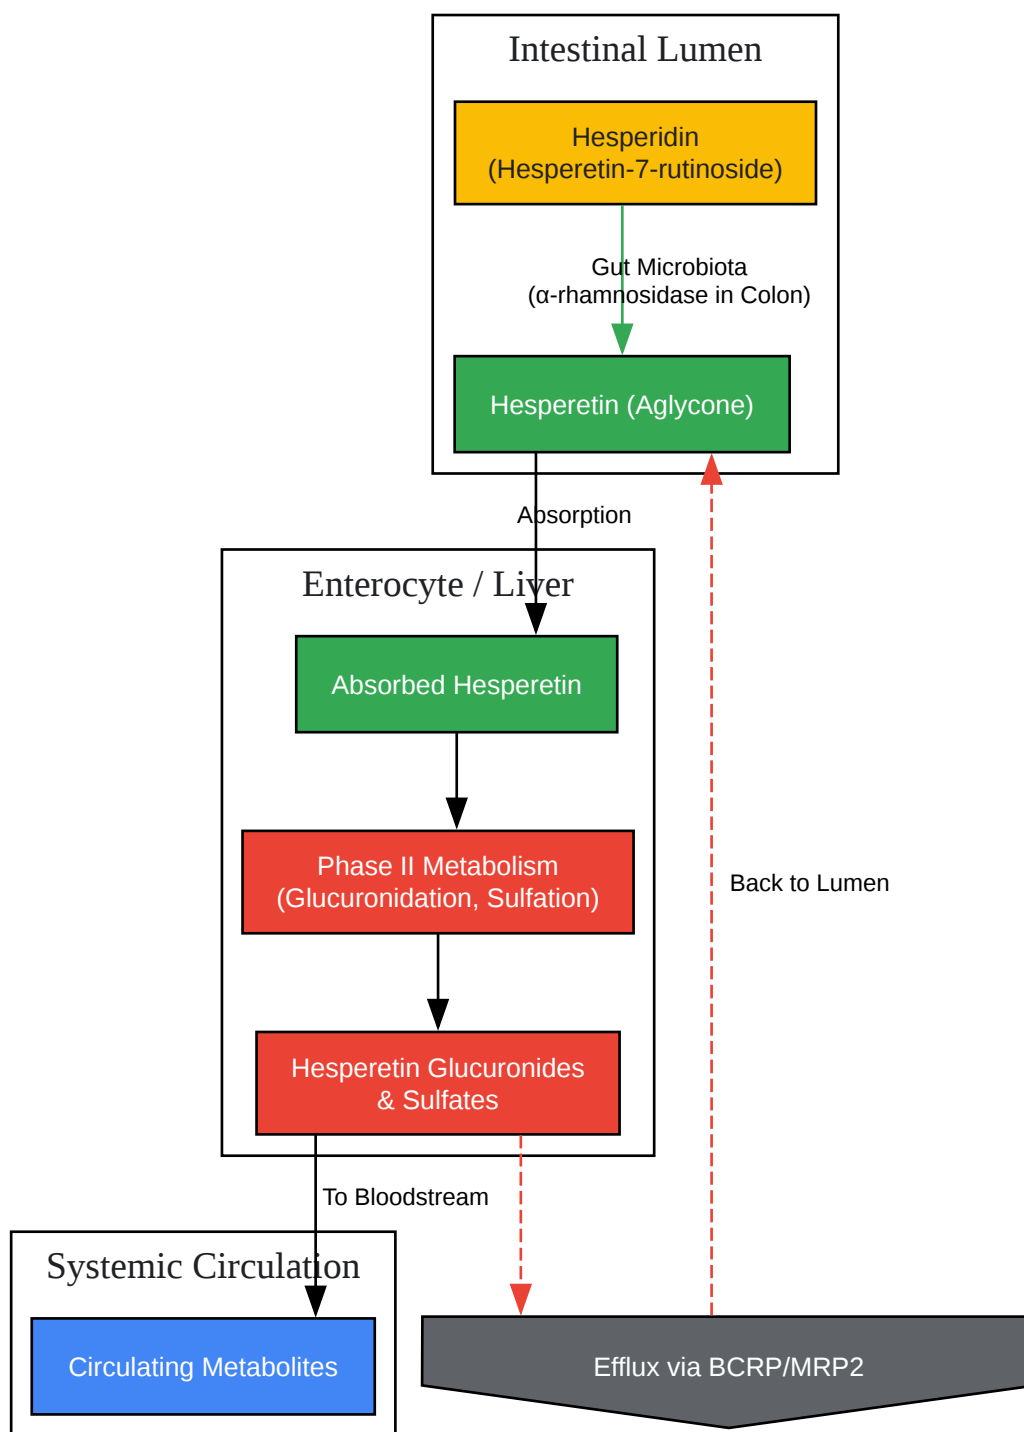 Intestinal Lumen
Hesperidin
(Hesperetin-7-rutinoside)
Gut Microbiota
(α-rhamnosidase in Colon)
Hesperetin (Aglycone)
Absorption
Enterocyte / Liver
Absorbed Hesperetin
Phase II Metabolism
(Glucuronidation, Sulfation)
Back to Lumen
Hesperetin Glucuronides
& Sulfates
To Bloodstream
Systemic Circulation
Circulating Metabolites
Efflux via BCRP/MRP2